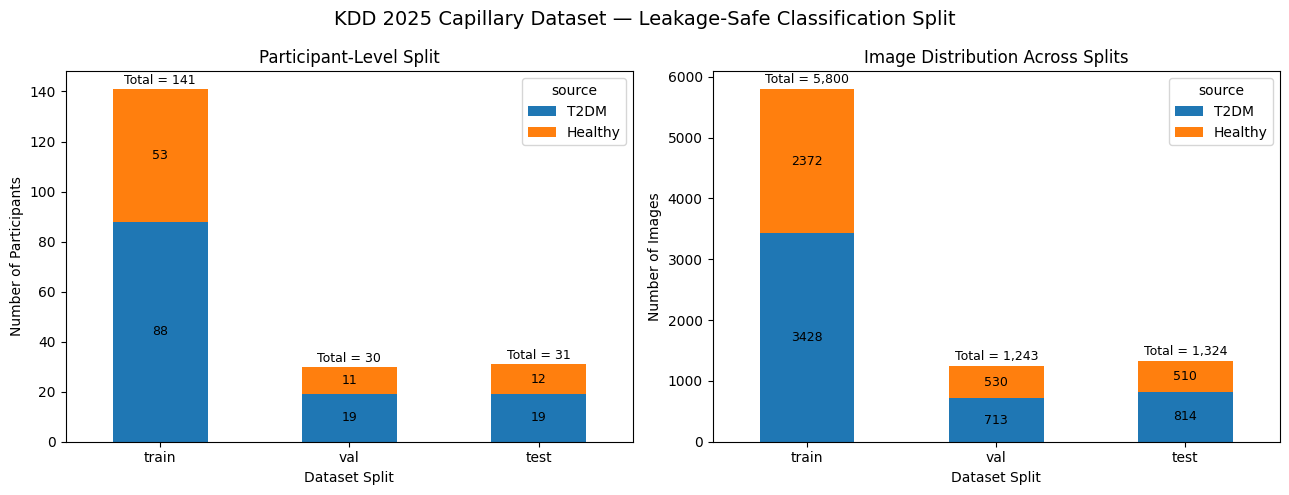 KDD 2025 Capillary Dataset — Leakage-Safe Classification Split
Participant-Level Split
Number of Participants
140
120
100
80
60
40
20
0
Total = 141
53
88
Total = 30
11
19
Total = 31
12
19
source
T2DM
Healthy
train
val
test
Dataset Split
Image Distribution Across Splits
Number of Images
6000
5000
4000
3000
2000
1000
0
Total = 5,800
2372
3428
Total = 1,243
530
713
Total = 1,324
510
814
source
T2DM
Healthy
train
val
test
Dataset Split